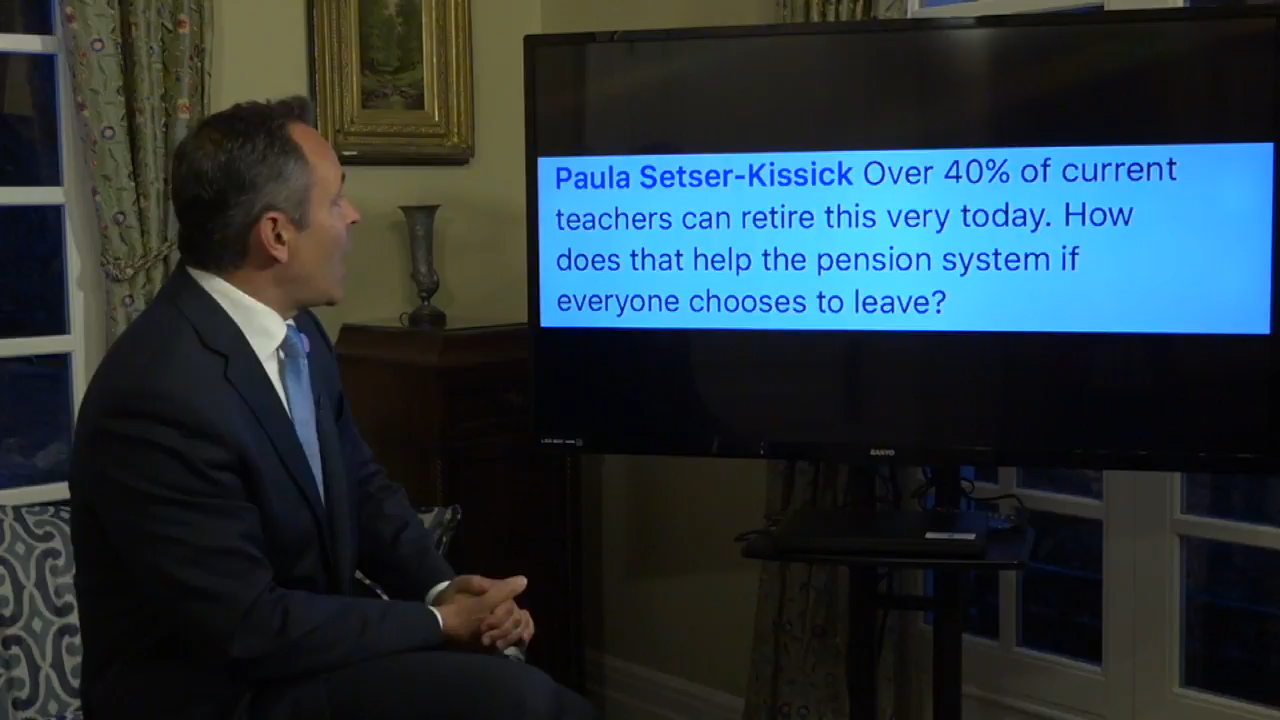 Paula Setser-Kissick Over 40% of current
teachers can retire this very today. How
does that help the pension system if
everyone chooses to leave?
SANYO